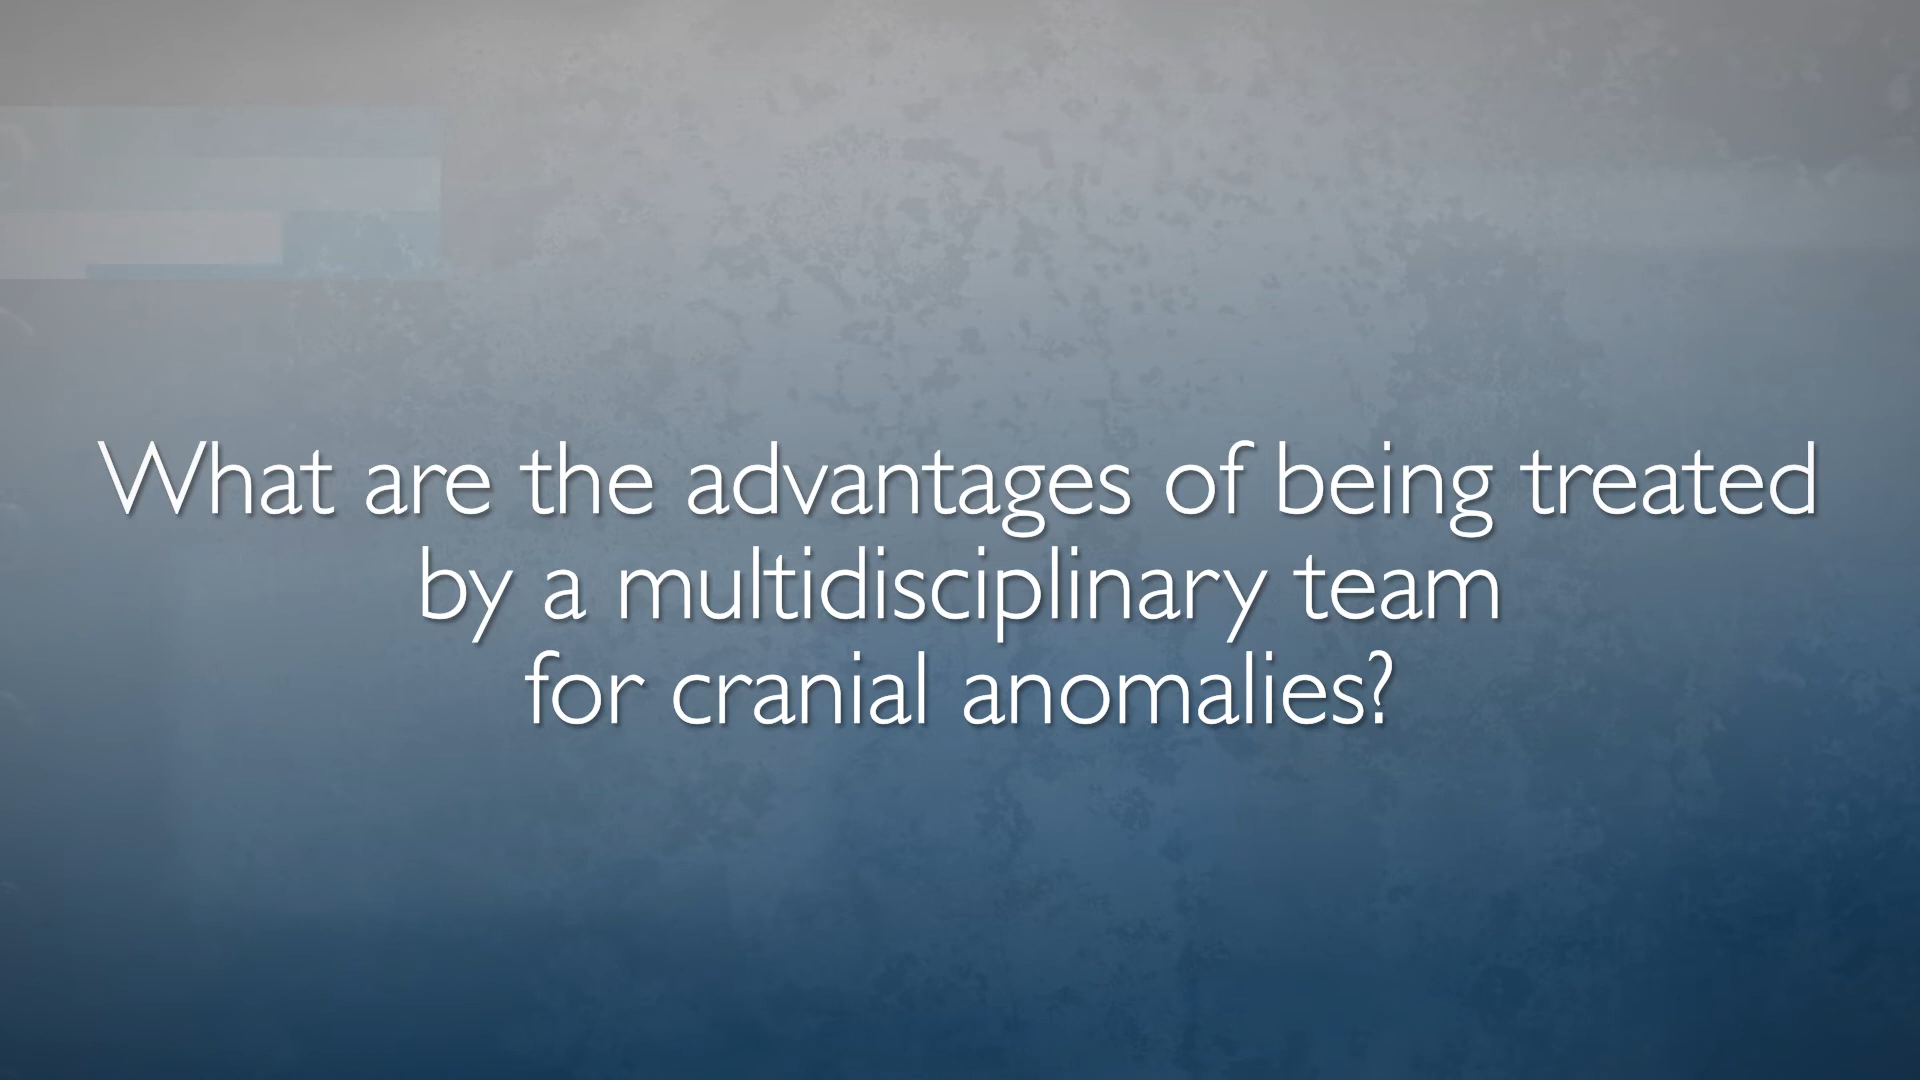 What are the advantages of being treated
by a multidisciplinary team
for cranial anomalies?